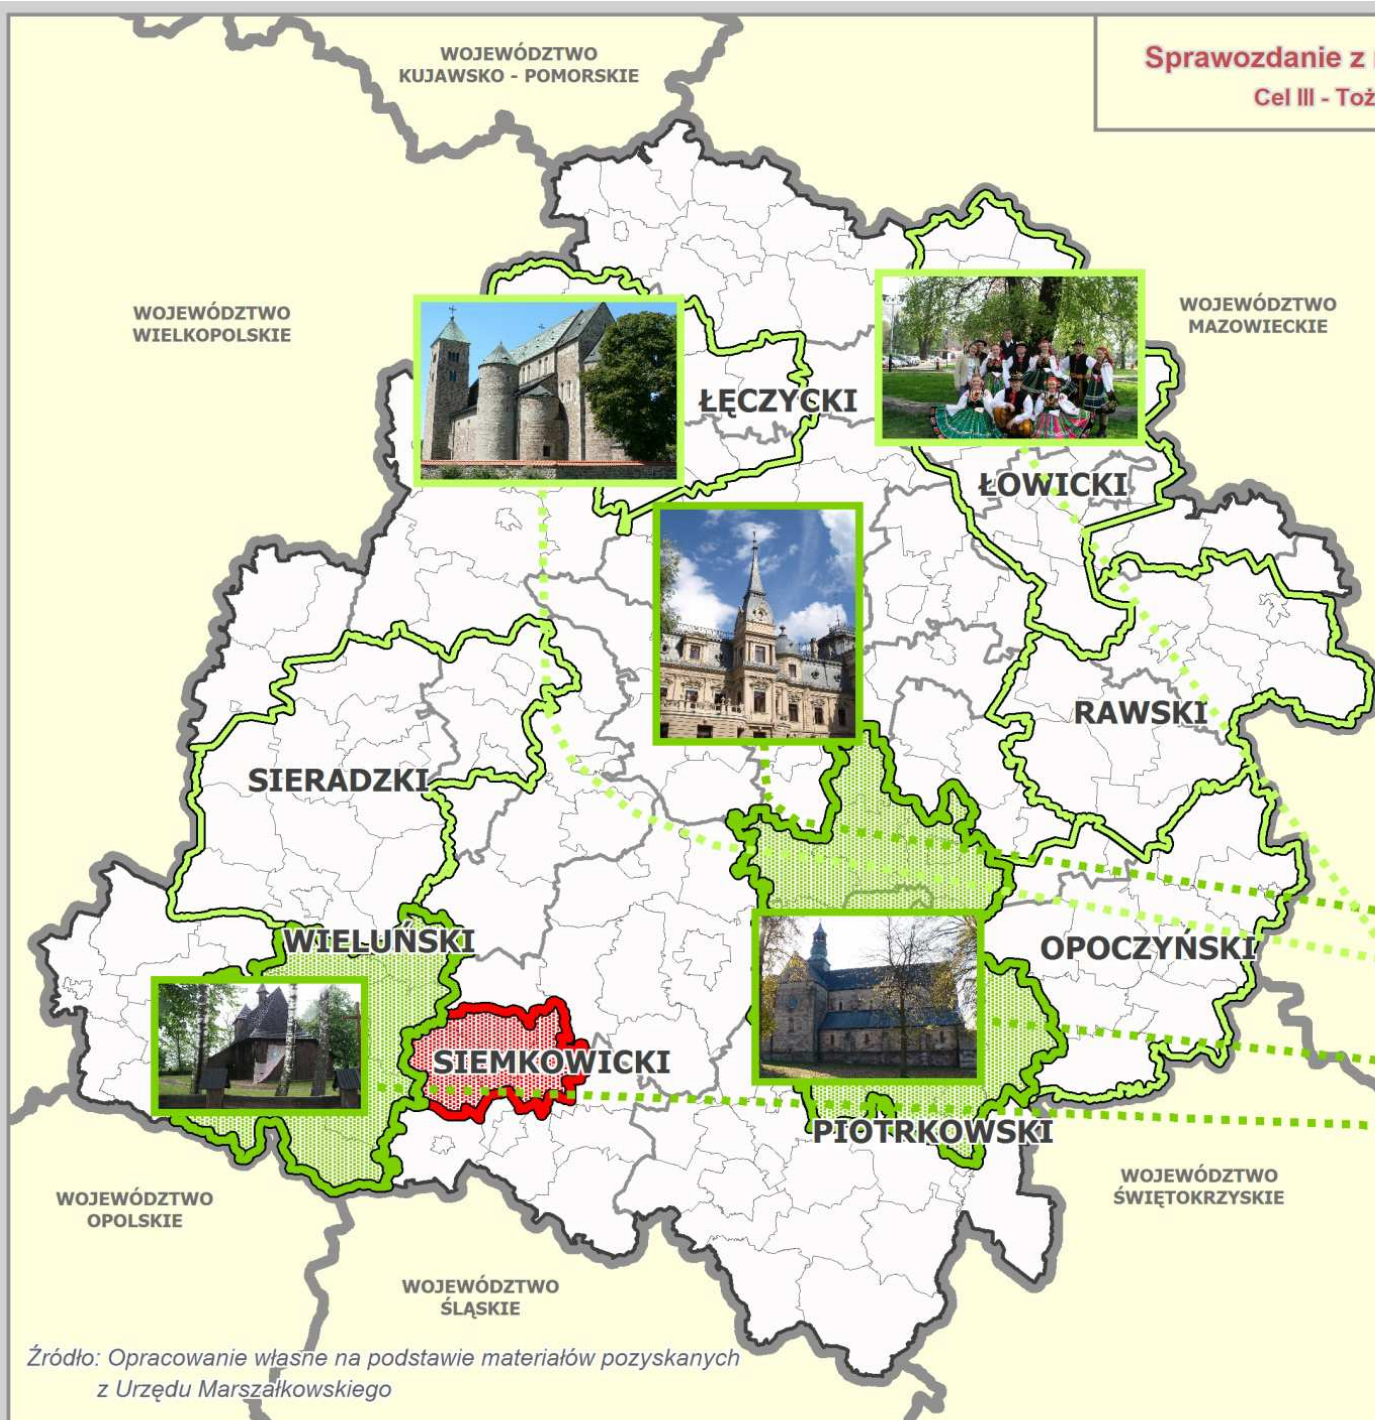 WOJEWÓDZTWO
KUJAWSKO - POMORSKIE
Sprawozdanie z
Cel III - Toż
WOJEWÓDZTWO
WIELKOPOLSKIE
WOJEWÓDZTWO
MAZOWIECKIE
ŁĘCZYCKI
ŁOWICKI
RAWSKI
SIERADZKI
WIELUŃSKI
OPOCZYŃSKI
SIEMKOWICKI
PIOTRKOWSKI
WOJEWÓDZTWO
ŚWIĘTOKRZYSKIE
WOJEWÓDZTWO
OPOLSKIE
WOJEWÓDZTWO
ŚLĄSKIE
Źródło: Opracowanie własne na podstawie materiałów pozyskanych
z Urzędu Marszałkowskiego